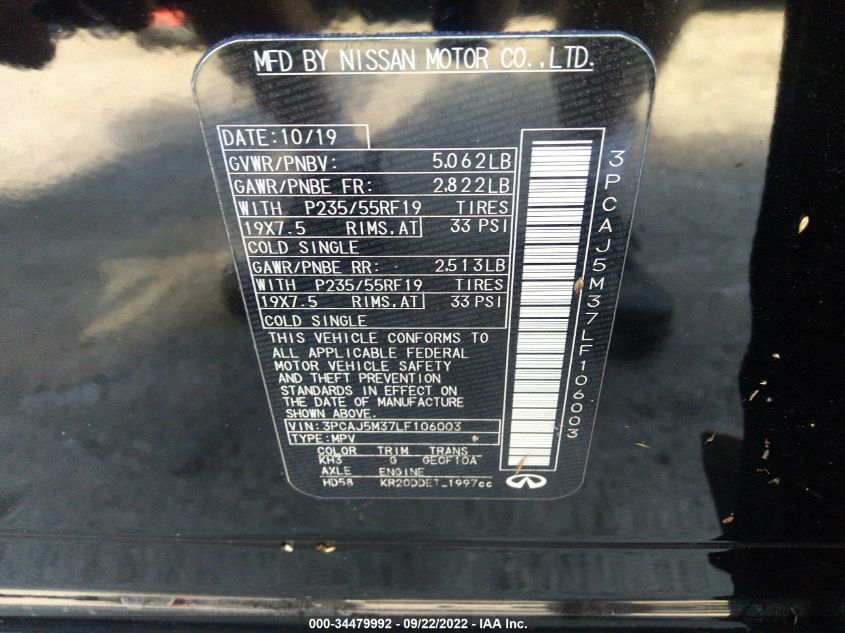 MFD BY NISSAN MOTOR CO.,LTD.
DATE:10/19
GVWR/PNBV: 5.062LB
GAWR/PNBE FR: 2.822LB
WITH P235/55RF19 TIRES
19X7.5 RIMS.AT 33 PSI
COLD SINGLE
GAWR/PNBE RR: 2.513LB
WITH P235/55RF19 TIRES
19X7.5 RIMS.AT 33 PSI
COLD SINGLE
THIS VEHICLE CONFORMS TO
ALL APPLICABLE FEDERAL
MOTOR VEHICLE SAFETY
AND THEFT PREVENTION
STANDARDS IN EFFECT ON
THE DATE OF MANUFACTURE
SHOWN ABOVE.
VIN:3PCAJ5M37LF106003
TYPE:MPV
COLOR TRIM TRANS
KH3 G GEOF10A
AXLE ENGINE
HD58 KR20DDET_1997cc
3PCAJ5M37LF106003
000-34479992 - 09/22/2022 - IAA Inc.